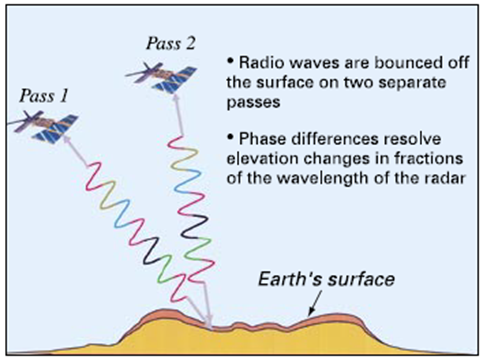 Pass 1
Pass 2
• Radio waves are bounced off
the surface on two separate
passes
• Phase differences resolve
elevation changes in fractions
of the wavelength of the radar
Earth's surface